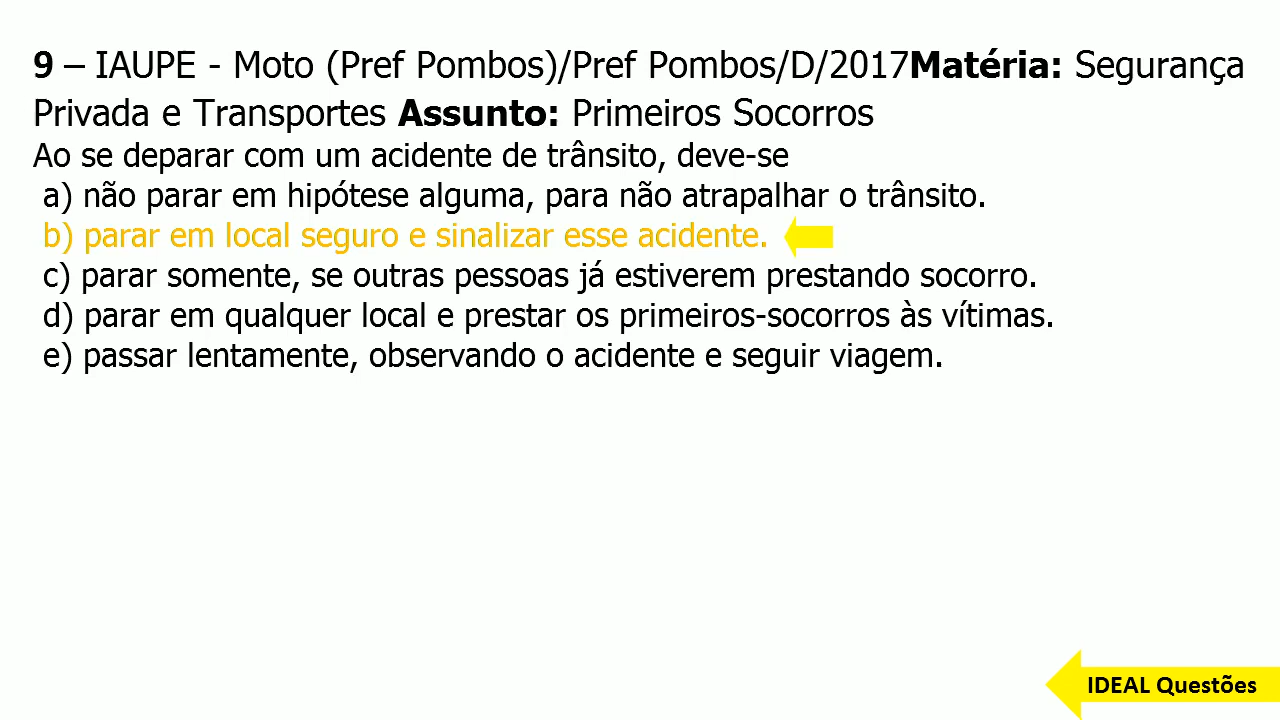 9 – IAUPE - Moto (Pref Pombos)/Pref Pombos/D/2017Matéria: Segurança
Privada e Transportes Assunto: Primeiros Socorros
Ao se deparar com um acidente de trânsito, deve-se
a) não parar em hipótese alguma, para não atrapalhar o trânsito.
b) parar em local seguro e sinalizar esse acidente.
c) parar somente, se outras pessoas já estiverem prestando socorro.
d) parar em qualquer local e prestar os primeiros-socorros às vítimas.
e) passar lentamente, observando o acidente e seguir viagem.
IDEAL Questões